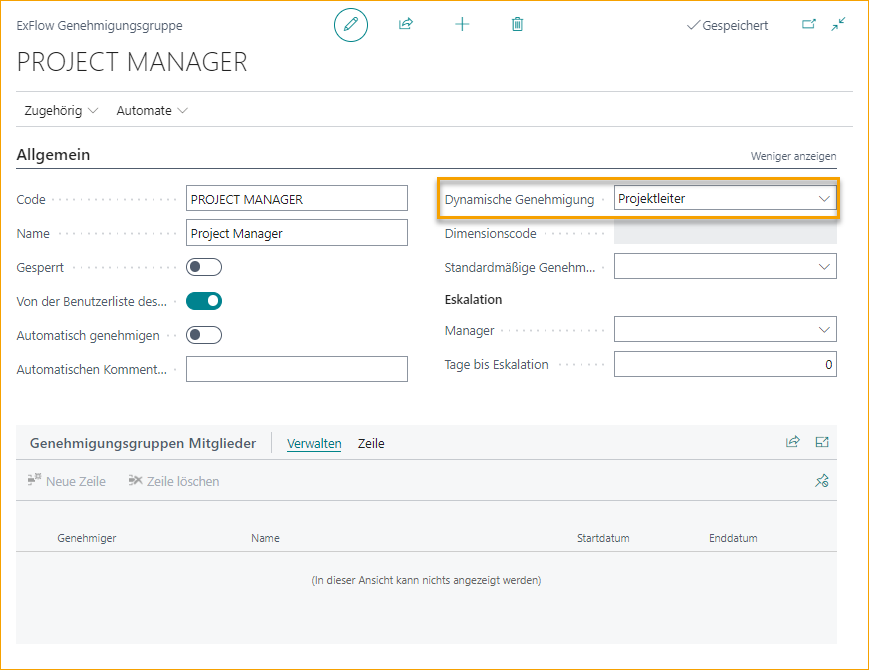 ExFlow Genehmigungsgruppe
Gespeichert
PROJECT MANAGER
Zugehörig
Automate
Allgemein
Weniger anzeigen
Code
PROJECT MANAGER
Name
Project Manager
Gesperrt
Von der Benutzerliste des...
Automatisch genehmigen
Automatischen Komment...
Dynamische Genehmigung
Projektleiter
Dimensionscode
Standardmäßige Genehm...
Eskalation
Manager
Tage bis Eskalation
0
Genehmigungsgruppen Mitglieder
Verwalten
Zeile
Neue Zeile
Zeile löschen
Genehmiger
Name
Startdatum
Enddatum
(In dieser Ansicht kann nichts angezeigt werden)